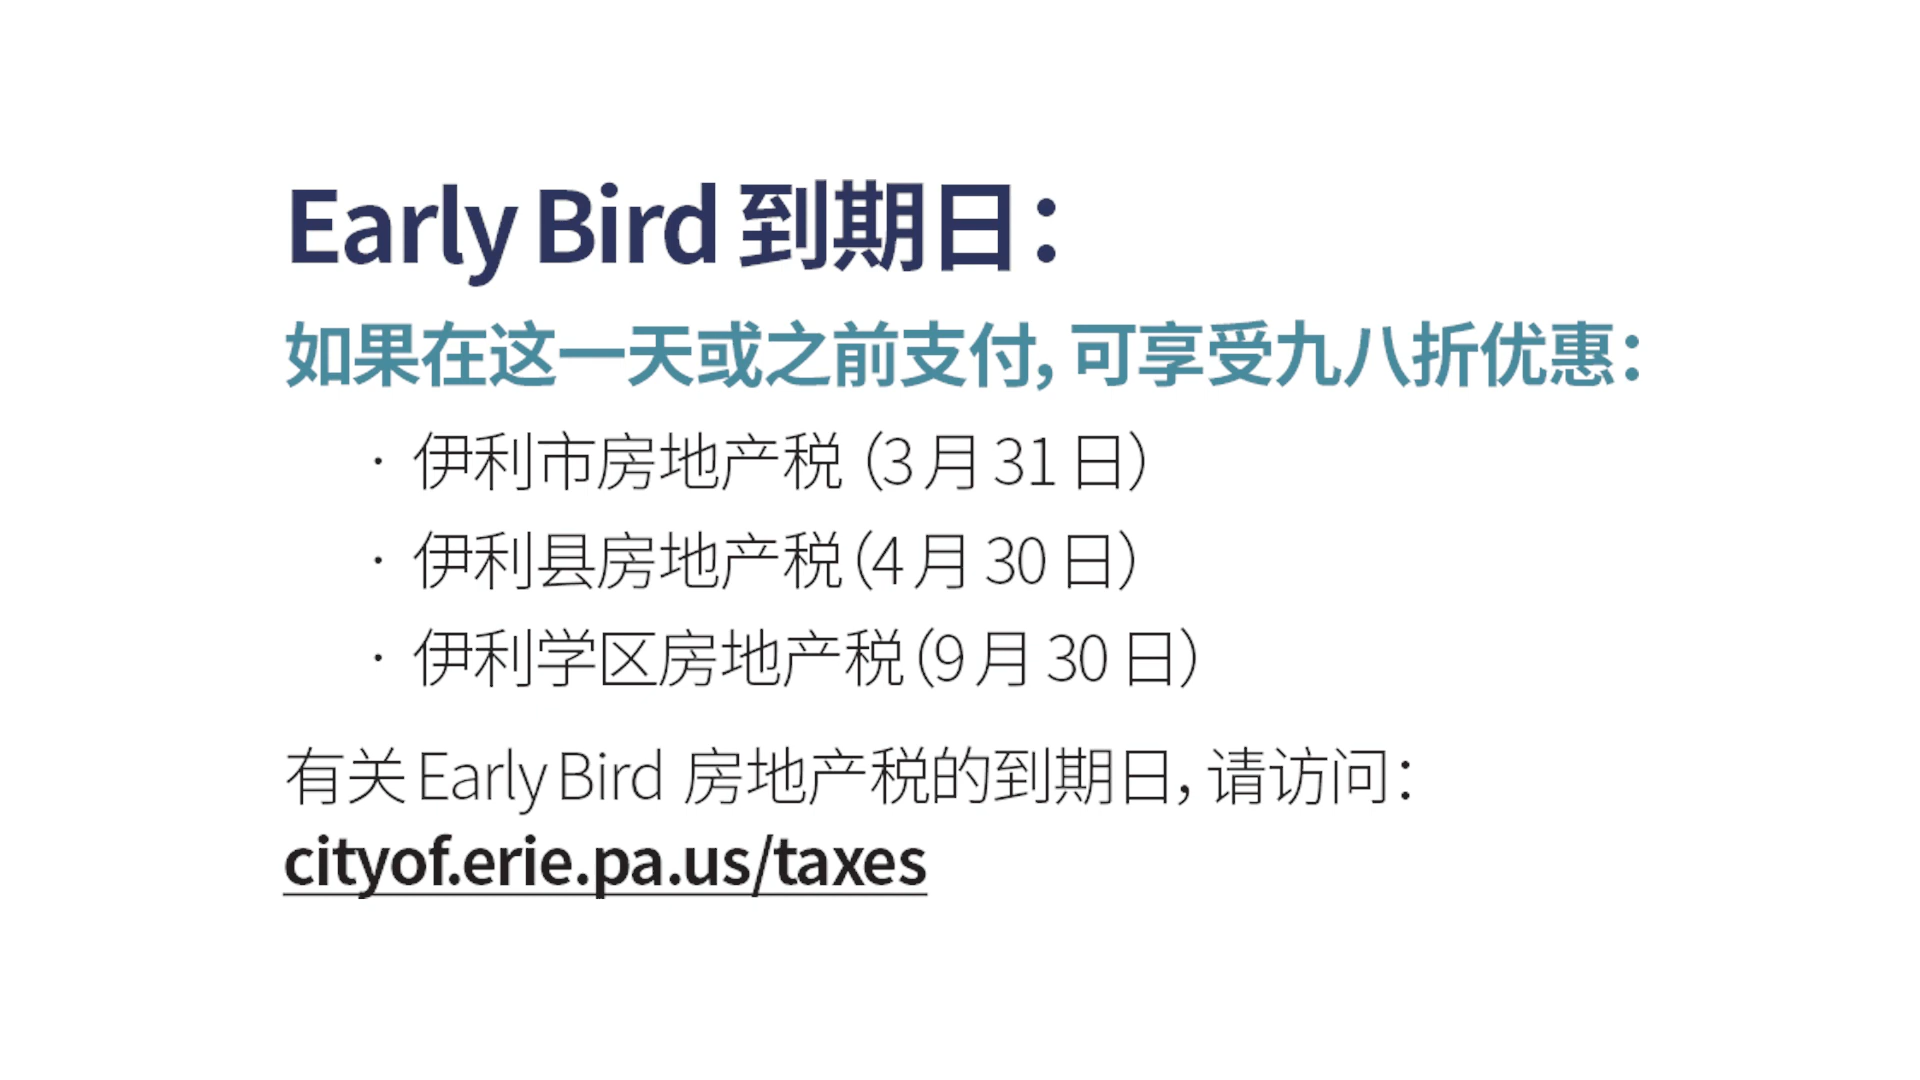 Early Bird 到期日：
如果在这一天或之前支付，可享受九八折优惠：
· 伊利市房地产税（3 月 31 日）
· 伊利县房地产税（4 月 30 日）
· 伊利学区房地产税（9 月 30 日）
有关 Early Bird 房地产税的到期日，请访问：
cityof.erie.pa.us/taxes